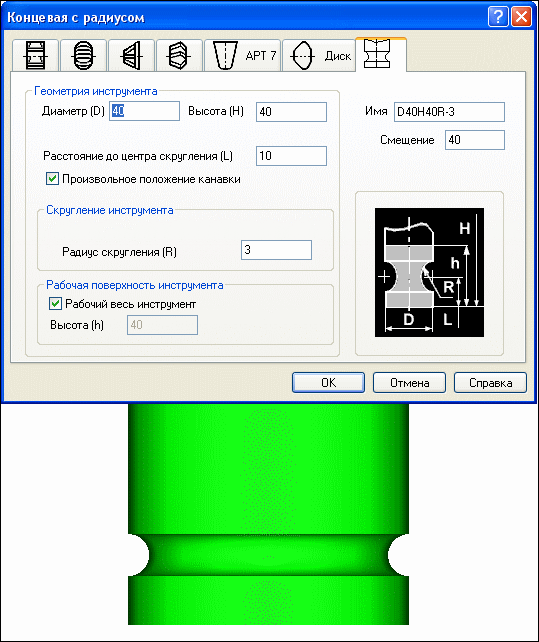 Концевая с радиусом
АРТ 7
Диск
Геометрия инструмента
Диаметр (D) 40 Высота (H) 40
Имя D40H40R-3
Смещение 40
Расстояние до центра скругления (L) 10
Произвольное положение канавки
Скругление инструмента
Радиус скругления (R) 3
Рабочая поверхность инструмента
Рабочий весь инструмент
Высота (h) 40
H
h
R
D
L
OK Отмена Справка